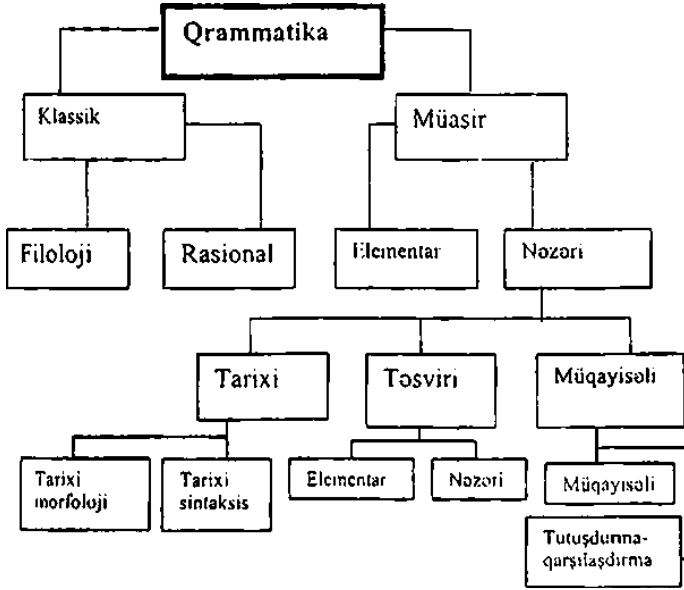 Qrammatika
Klassik
Müasir
Filoloji
Rasional
Elementar
Nəzəri
Tarixi
Təsviri
Müqayisəli
Tarixi
morfoloji
Tarixi
sintaksis
Elementar
Nəzəri
Müqayisəli
Tutuşdurma-
qarşılaşdırma